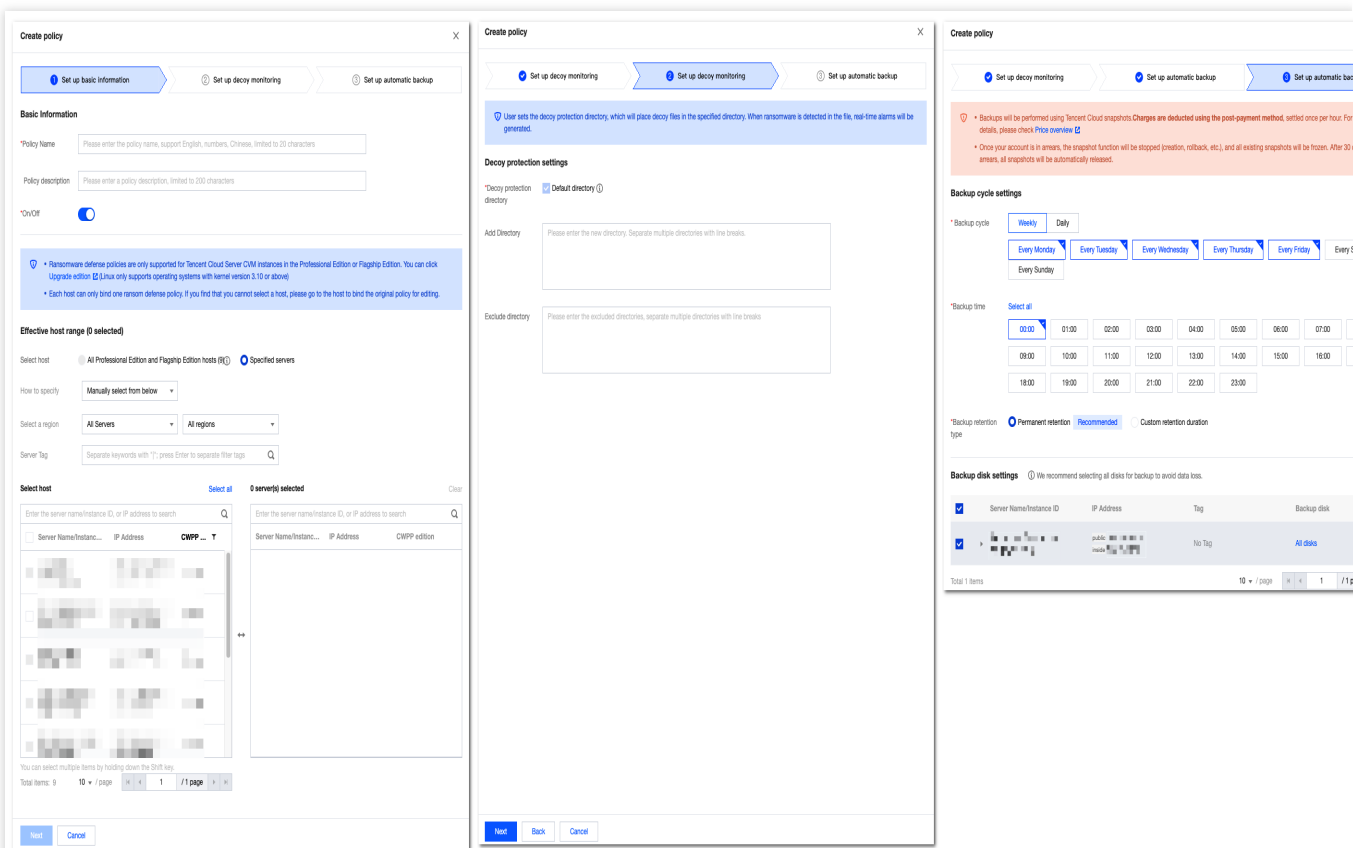 Create policy
X
1 Set up basic information
2 Set up decoy monitoring
3 Set up automatic backup
Basic Information
*Policy Name
Please enter the policy name, support English, numbers, Chinese, limited to 20 characters
Policy description
Please enter a policy description, limited to 200 characters
*On/Off
• Ransomware defense policies are only supported for Tencent Cloud Server CVM instances in the Professional Edition or Flagship Edition. You can click
Upgrade edition (Linux only supports operating systems with kernel version 3.10 or above)
• Each host can only bind one ransom defense policy. If you find that you cannot select a host, please go to the host to bind the original policy for editing.
Effective host range (0 selected)
Select host
All Professional Edition and Flagship Edition hosts (9)
Specified servers
How to specify
Manually select from below
Select a region
All Servers
All regions
Server Tag
Separate keywords with "|"; press Enter to separate filter tags
Select host
Select all
0 server(s) selected
Clear
Enter the server name/instance ID, or IP address to search
Enter the server name/instance ID, or IP address to search
Server Name/Instanc...
IP Address
CWPP ...
Server Name/Instanc...
IP Address
CWPP edition
You can select multiple items by holding down the Shift key.
Total items: 9
10 / page
1
/ 1 page
Next
Cancel
Create policy
X
Set up decoy monitoring
2 Set up decoy monitoring
3 Set up automatic backup
User sets the decoy protection directory, which will place decoy files in the specified directory. When ransomware is detected in the file, real-time alarms will be
generated.
Decoy protection settings
*Decoy protection
directory
Default directory
Add Directory
Please enter the new directory. Separate multiple directories with line breaks.
Exclude directory
Please enter the excluded directories, separate multiple directories with line breaks
Next
Back
Cancel
Create policy
Set up decoy monitoring
Set up automatic backup
3 Set up automatic bac
• Backups will be performed using Tencent Cloud snapshots.Charges are deducted using the post-payment method, settled once per hour. For
details, please check Price overview
• Once your account is in arrears, the snapshot function will be stopped (creation, rollback, etc.), and all existing snapshots will be frozen. After 30
arrears, all snapshots will be automatically released.
Backup cycle settings
* Backup cycle
Weekly
Daily
Every Monday
Every Tuesday
Every Wednesday
Every Thursday
Every Friday
Every S
Every Sunday
*Backup time
Select all
00:00
01:00
02:00
03:00
04:00
05:00
06:00
07:00
09:00
10:00
11:00
12:00
13:00
14:00
15:00
16:00
18:00
19:00
20:00
21:00
22:00
23:00
*Backup retention
type
Permanent retention
Recommended
Custom retention duration
Backup disk settings
We recommend selecting all disks for backup to avoid data loss.
Server Name/Instance ID
IP Address
Tag
Backup disk
public
Inside
No Tag
All disks
Total 1 items
10 / page
1
/ 1 p